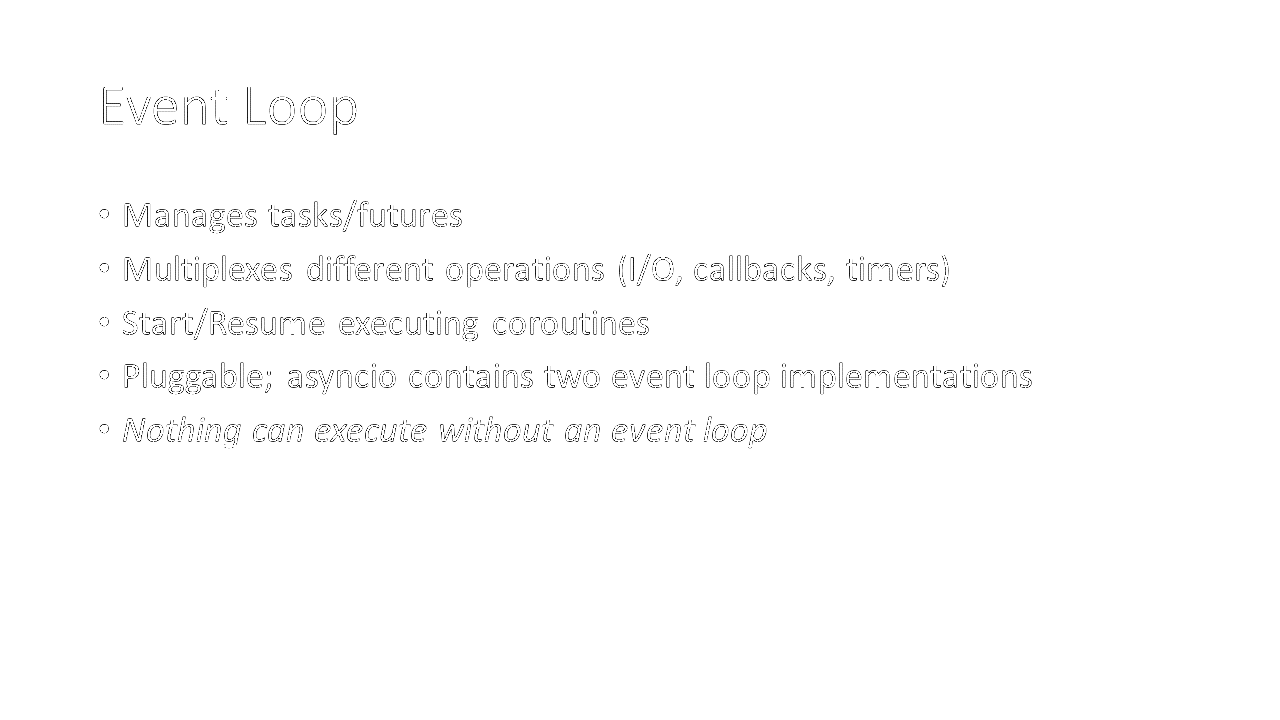 Event Loop
• Manages tasks/futures
• Multiplexes different operations (I/O, callbacks, timers)
• Start/Resume executing coroutines
• Pluggable; asyncio contains two event loop implementations
• Nothing can execute without an event loop